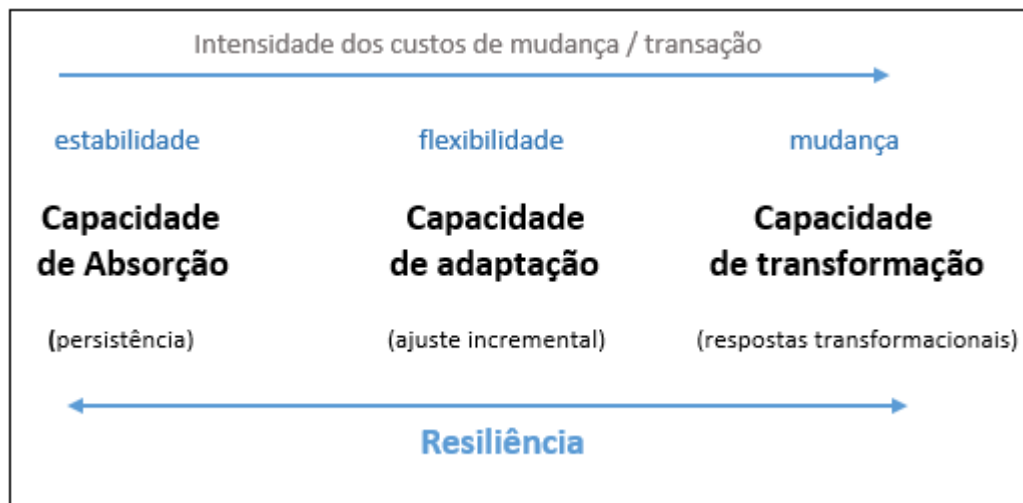 Intensidade dos custos de mudança / transação
estabilidade
flexibilidade
mudança
Capacidade
de Absorção
Capacidade
de adaptação
Capacidade
de transformação
(persistência)
(ajuste incremental)
(respostas transformacionais)
Resiliência